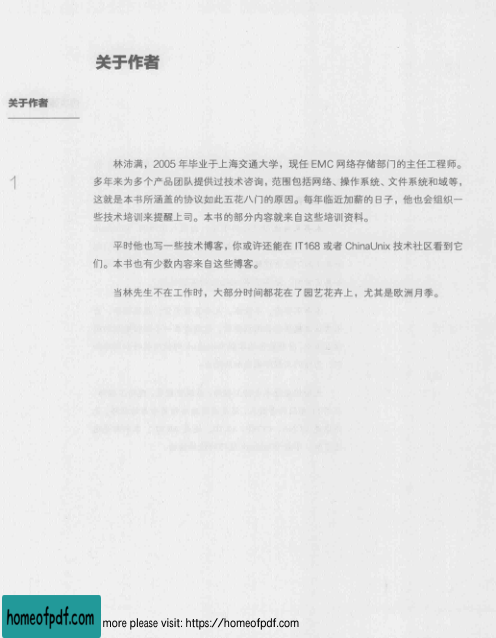 关于作者
关于作者
1
林沛满，2005 年毕业于上海交通大学，现任 EMC 网络存储部门的主任工程师。
多年来为多个产品团队提供过技术咨询，范围包括网络、操作系统、文件系统和域等，
这就是本书所涵盖的协议如此五花八门的原因。每年临近加薪的日子，他也会组织一
些技术培训来提醒上司。本书的部分内容就来自这些培训资料。
平时他也写一些技术博客，你或许还能在 IT168 或者 ChinaUnix 技术社区看到它
们。本书也有少数内容来自这些博客。
当林先生不在工作时，大部分时间都花在了园艺花卉上，尤其是欧洲月季。
homeofpdf.com
more please visit: https://homeofpdf.com